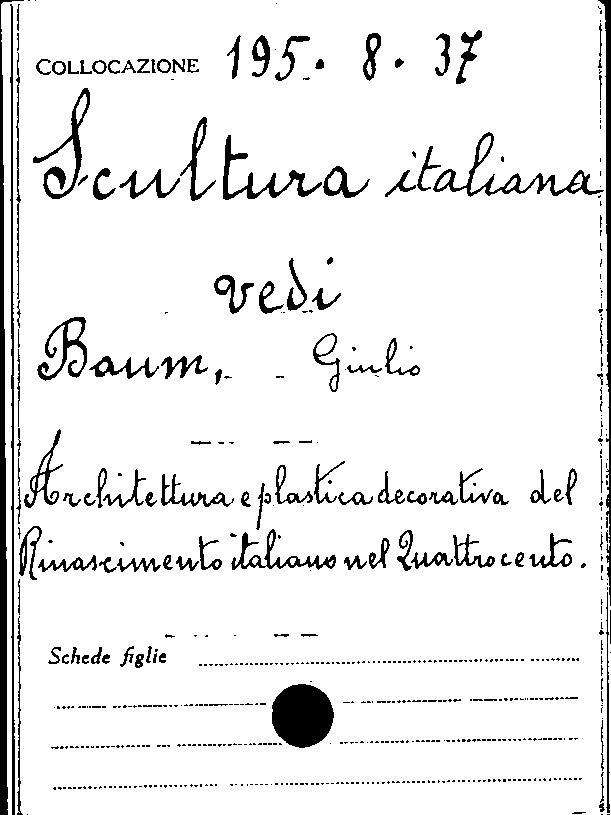 COLLOCAZIONE 195. 8. 37
Scultura italiana
vedi
Baum, Giulio
Architettura e plastica decorativa del
Rinascimento italiano nel Quattrocento.
Schede figlie